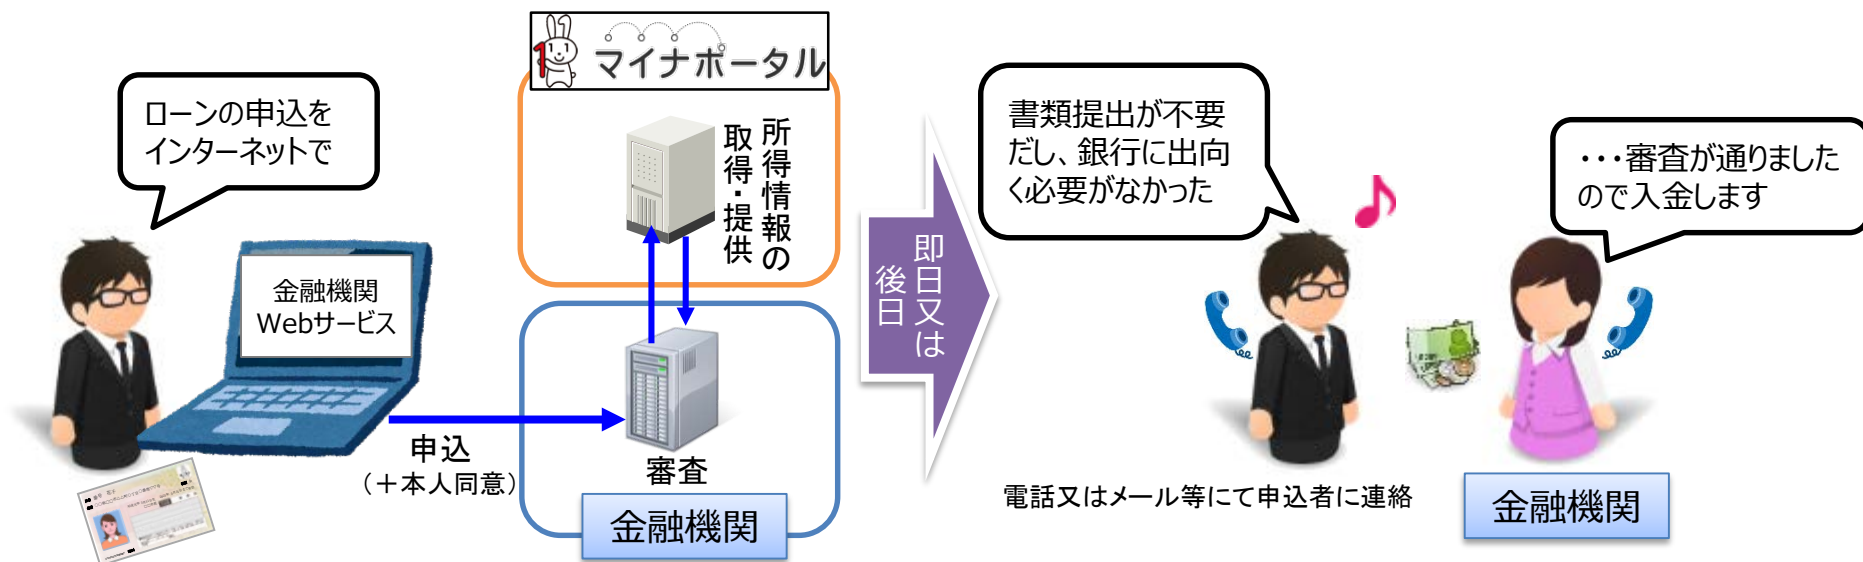 マイナポータル
ローンの申込を
インターネットで
金融機関
Webサービス
所得情報の
取得・提供
申込
（＋本人同意）
審査
金融機関
即日又は
後日
書類提出が不要
だし、銀行に出向
く必要がなかった
・・・審査が通りました
ので入金します
電話又はメール等にて申込者に連絡
金融機関